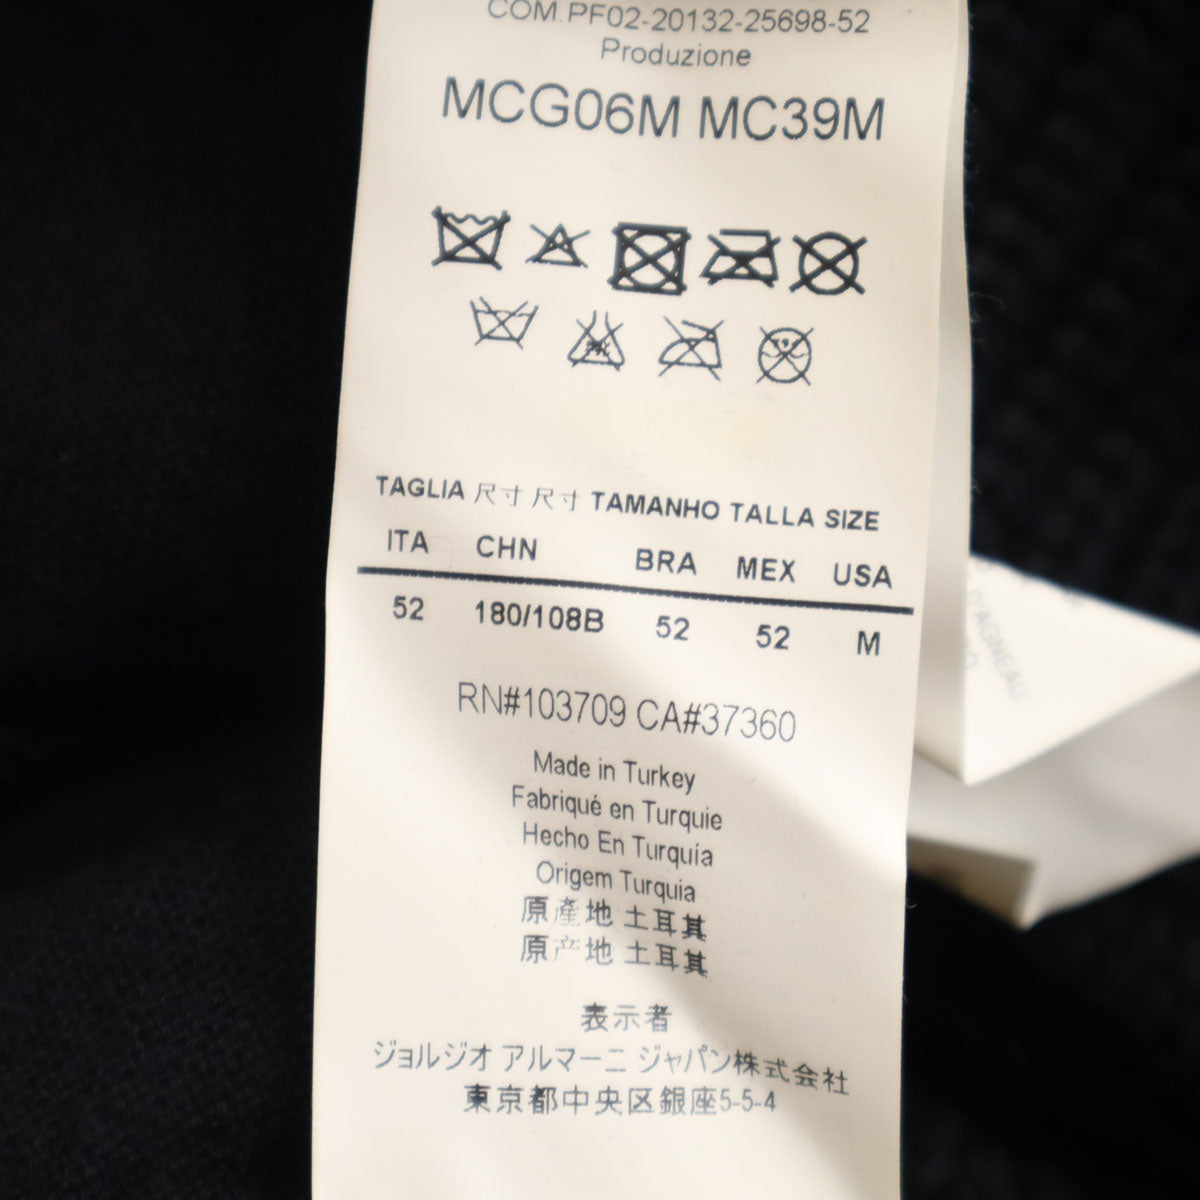 COM.PF02-20132-25698-52
Produzione
MCG06M MC39M
TAGLIA 尺寸 尺寸 TAMANHO TALLA SIZE
ITA CHN BRA MEX USA
52 180/108B 52 52 M
RN#103709 CA#37360
Made in Turkey
Fabriqué en Turquie
Hecho En Turquía
Origem Turquia
原產地 土耳其
原产地 土耳其
表示者
ジョルジオ アルマーニ ジャパン株式会社
東京都中央区銀座5-5-4
D'AGNEAU